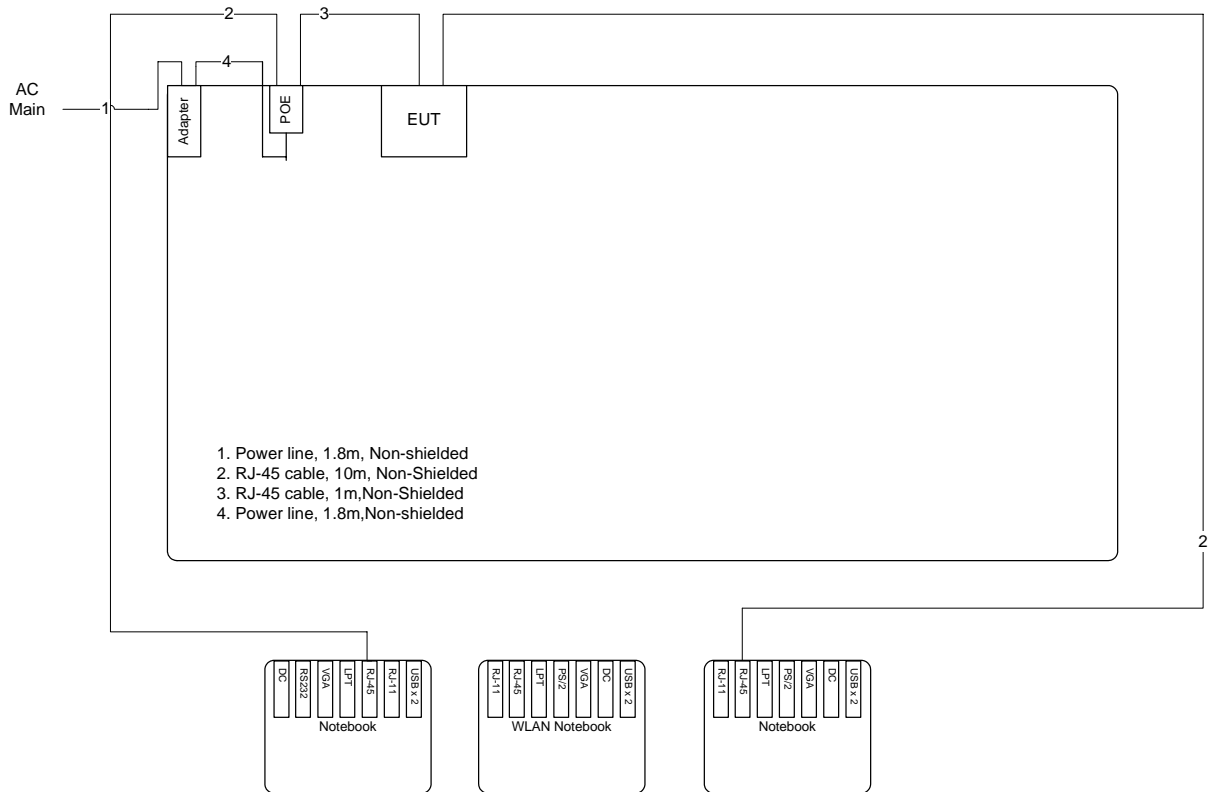 2
3
4
AC
Main
1
Adapter
POE
EUT
1. Power line, 1.8m, Non-shielded
2. RJ-45 cable, 10m, Non-Shielded
3. RJ-45 cable, 1m,Non-Shielded
4. Power line, 1.8m,Non-shielded
2
DC
RS232
VGA
LPT
RJ-45
RJ-11
USB x 2
Notebook
RJ-11
RJ-45
LPT
PS/2
VGA
DC
USB x 2
WLAN Notebook
RJ-11
RJ-45
LPT
PS/2
VGA
DC
USB x 2
Notebook